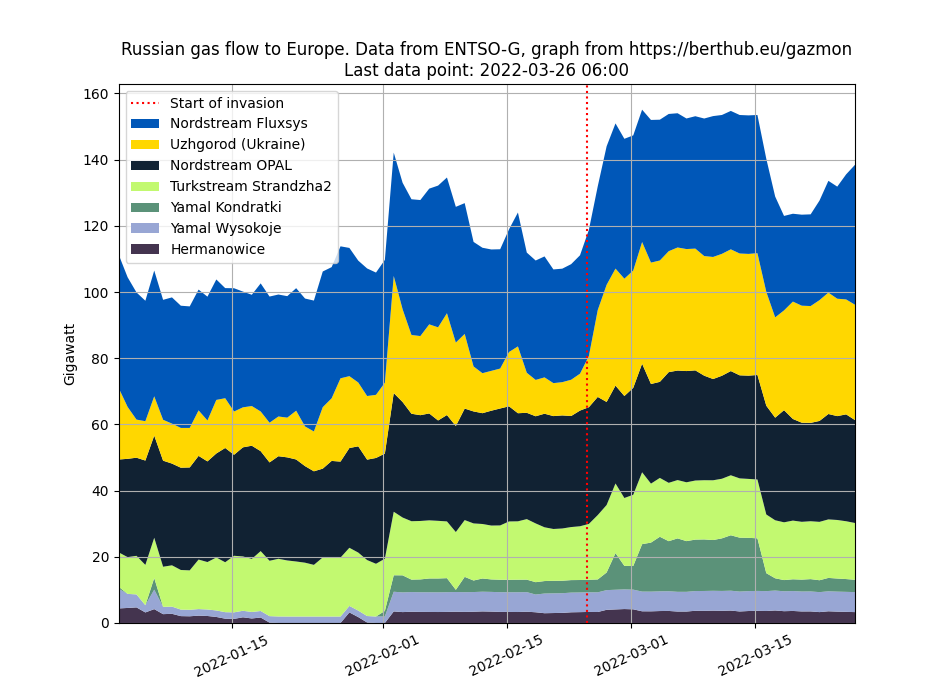 Russian gas flow to Europe. Data from ENTSO-G, graph from https://berthub.eu/gazmon
Last data point: 2022-03-26 06:00
Start of invasion
Nordstream Fluxsys
Uzhgorod (Ukraine)
Nordstream OPAL
Turkstream Strandzha2
Yamal Kondratki
Yamal Wysokoje
Hermanowice
Gigawatt
160
140
120
100
80
60
40
20
0
2022-01-15
2022-02-01
2022-02-15
2022-03-01
2022-03-15